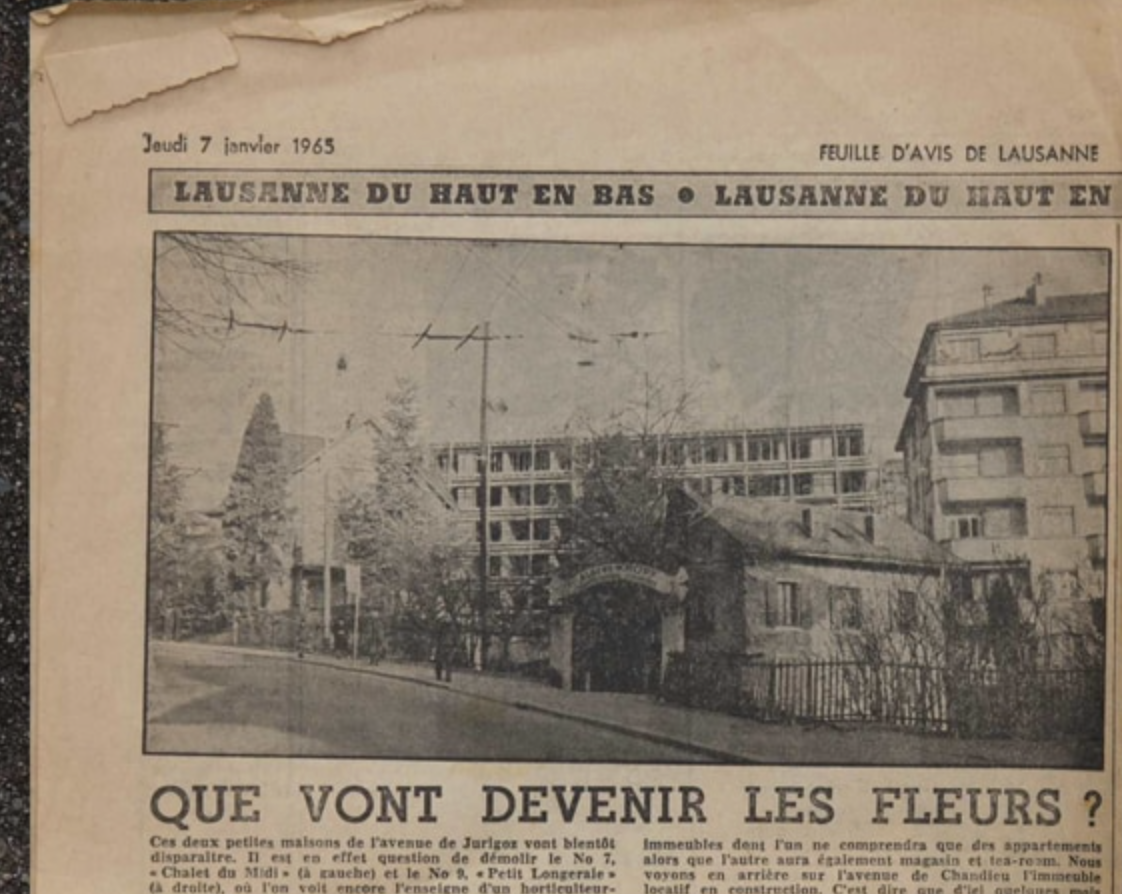 Jeudi 7 janvier 1965
FEUILLE D'AVIS DE LAUSANNE
LAUSANNE DU HAUT EN BAS ● LAUSANNE DU HAUT EN
QUE VONT DEVENIR LES FLEURS ?
Ces deux petites maisons de l'avenue de Jurigoz vont bientôt
disparaître. Il est en effet question de démolir le No 7,
« Chalet du Midi » (à gauche) et le No 9, « Petit Longeraie »
(à droite), où l'on voit encore l'enseigne d'un horticulteur-
immeubles dont l'un ne comprendra que des appartements
alors que l'autre aura également magasin et tea-room. Nous
voyons en arrière sur l'avenue de Chandieu l'immeuble
locatif en construction. C'est dire que d'ici quelques